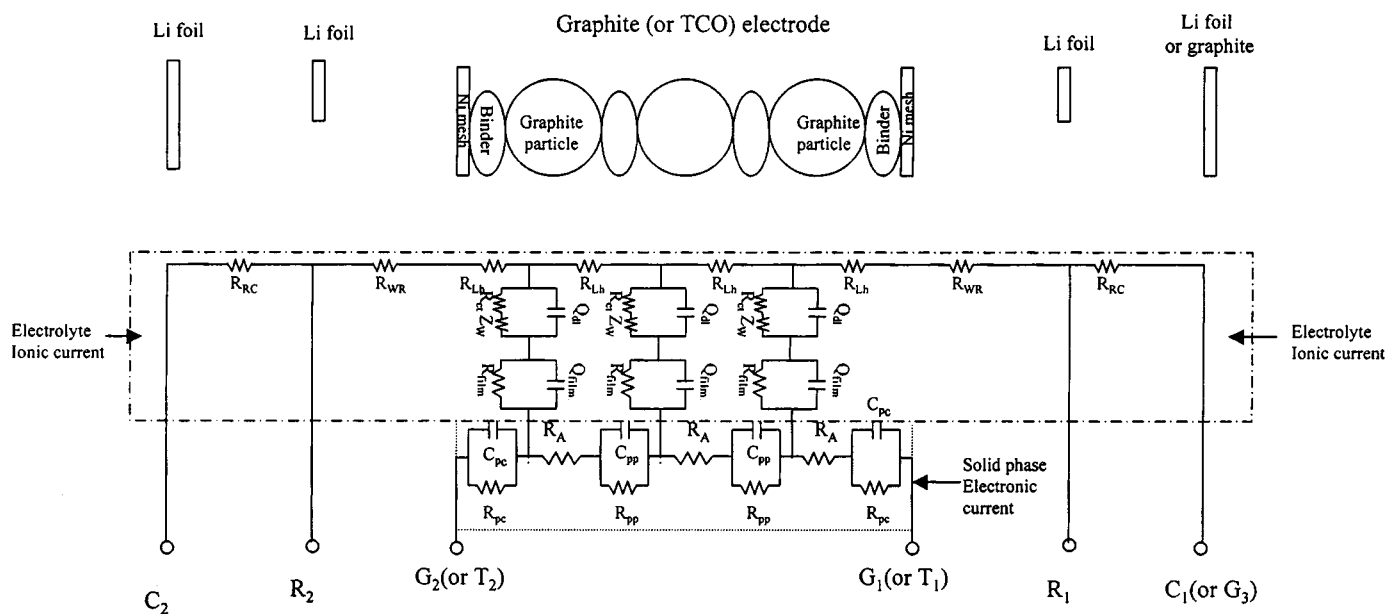 Graphite (or TCO) electrode
Li foil
Li foil
Li foil
Li foil
or graphite
Ni mesh
Binder
Graphite
particle
Graphite
particle
Binder
Ni mesh
R_RC
R_WR
R_Lh
R_Lh
R_Lh
R_Lh
R_WR
R_RC
R_ct Z_W
Q_dl
R_ct Z_W
Q_dl
R_ct Z_W
Q_dl
Electrolyte
Ionic current
Electrolyte
Ionic current
R_film
Q_film
R_film
Q_film
R_film
Q_film
C_pc
R_A
R_A
R_A
C_pc
C_pp
C_pp
Solid phase
Electronic
current
R_pc
R_pp
R_pp
R_pc
C_2
R_2
G_2(or T_2)
G_1(or T_1)
R_1
C_1(or G_3)